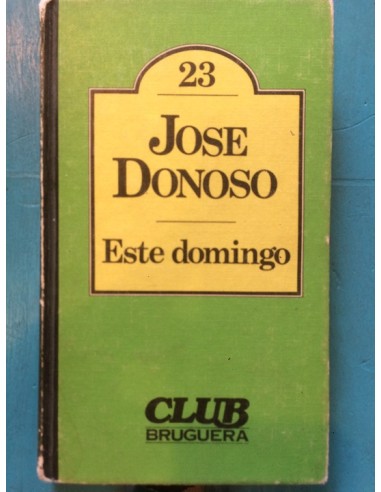 23
JOSE
DONOSO
Este domingo
CLUB
BRUGUERA